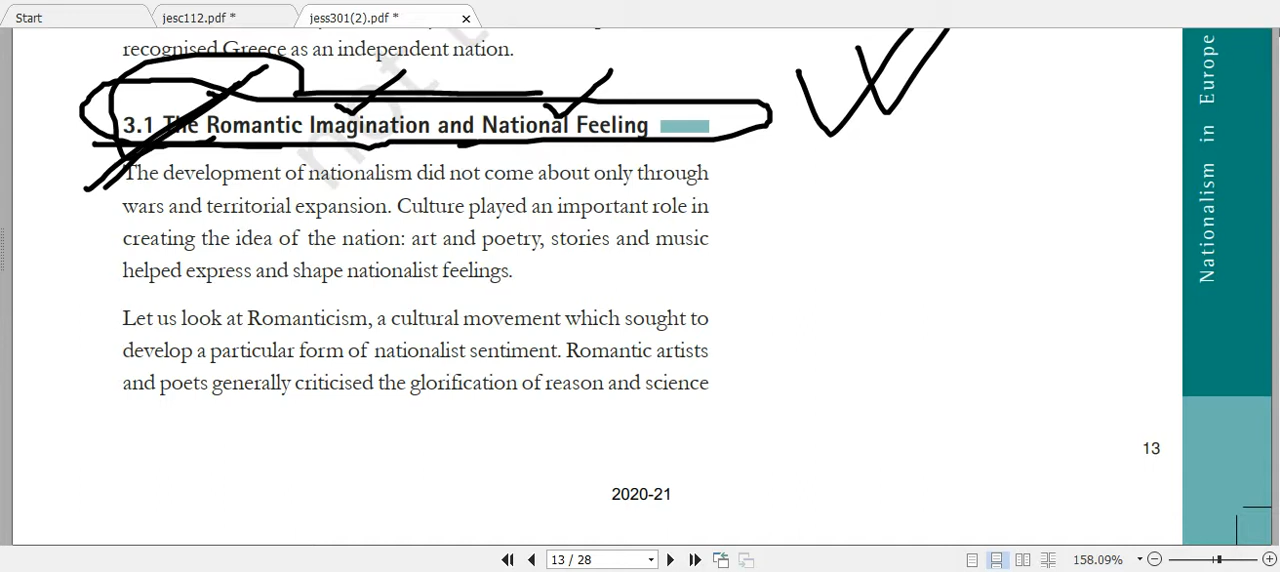 Start
jesc112.pdf *
jess301(2).pdf *
recognised Greece as an independent nation.
not t
3.1 The Romantic Imagination and National Feeling
The development of nationalism did not come about only through
wars and territorial expansion. Culture played an important role in
creating the idea of the nation: art and poetry, stories and music
helped express and shape nationalist feelings.
Let us look at Romanticism, a cultural movement which sought to
develop a particular form of nationalist sentiment. Romantic artists
and poets generally criticised the glorification of reason and science
Nationalism in Europe
13
2020-21
13 / 28
158.09%